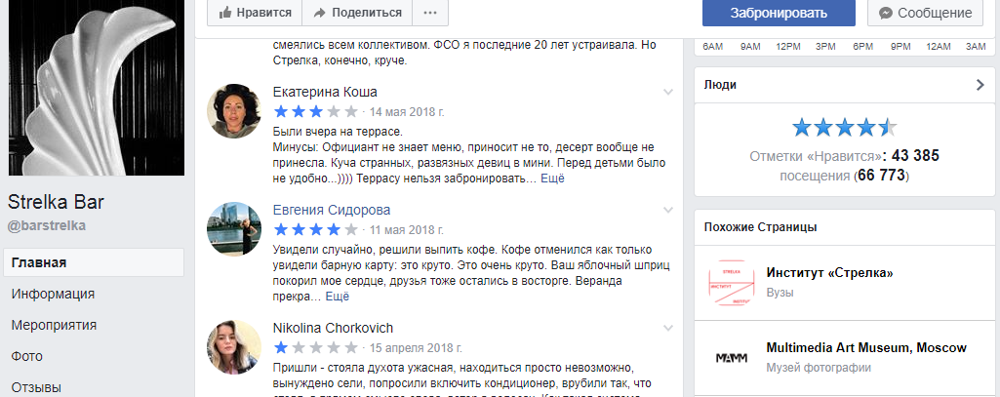 Нравится
Поделиться
Забронировать
Сообщение
Strelka Bar
@barstrelka
Главная
Информация
Мероприятия
Фото
Отзывы
смеялись всем коллективом. ФСО я последние 20 лет устраивала. Но
Стрелка, конечно, круче.
Екатерина Коша
14 мая 2018 г.
Были вчера на террасе.
Минусы: Официант не знает меню, приносит не то, десерт вообще не
принесла. Куча странных, развязных девиц в мини. Перед детьми было
не удобно...)))) Террасу нельзя забронировать… Ещё
Евгения Сидорова
11 мая 2018 г.
Увидели случайно, решили выпить кофе. Кофе отменился как только
увидели барную карту: это круто. Это очень круто. Ваш яблочный шприц
покорил мое сердце, друзья тоже остались в восторге. Веранда
прекра… Ещё
Nikolina Chorkovich
15 апреля 2018 г.
Пришли - стояла духота ужасная, находиться просто невозможно,
вынуждено сели, попросили включить кондиционер, врубили так, что
6AM 9AM 12PM 3PM 6PM 9PM 12AM 3AM
Люди
Отметки «Нравится»: 43 385
посещения (66 773)
Похожие Страницы
STRELKA
ИНСТИТУТ
Институт «Стрелка»
Вузы
МАММ
Multimedia Art Museum, Moscow
Музей фотографии